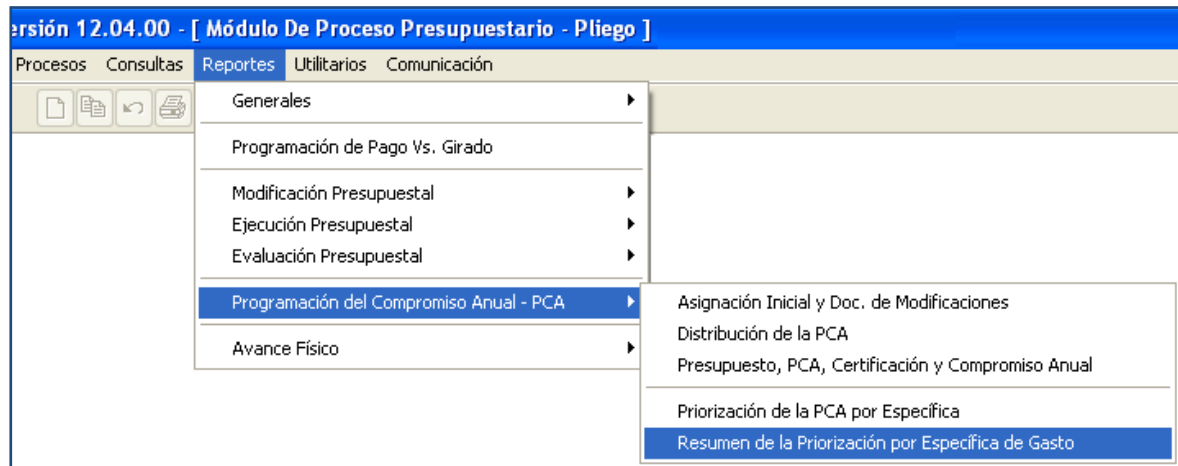 ersión 12.04.00 - [ Módulo De Proceso Presupuestario - Pliego ]
Procesos Consultas Reportes Utilitarios Comunicación
Generales
Programación de Pago Vs. Girado
Modificación Presupuestal
Ejecución Presupuestal
Evaluación Presupuestal
Programación del Compromiso Anual - PCA
Avance Físico
Asignación Inicial y Doc. de Modificaciones
Distribución de la PCA
Presupuesto, PCA, Certificación y Compromiso Anual
Priorización de la PCA por Específica
Resumen de la Priorización por Específica de Gasto